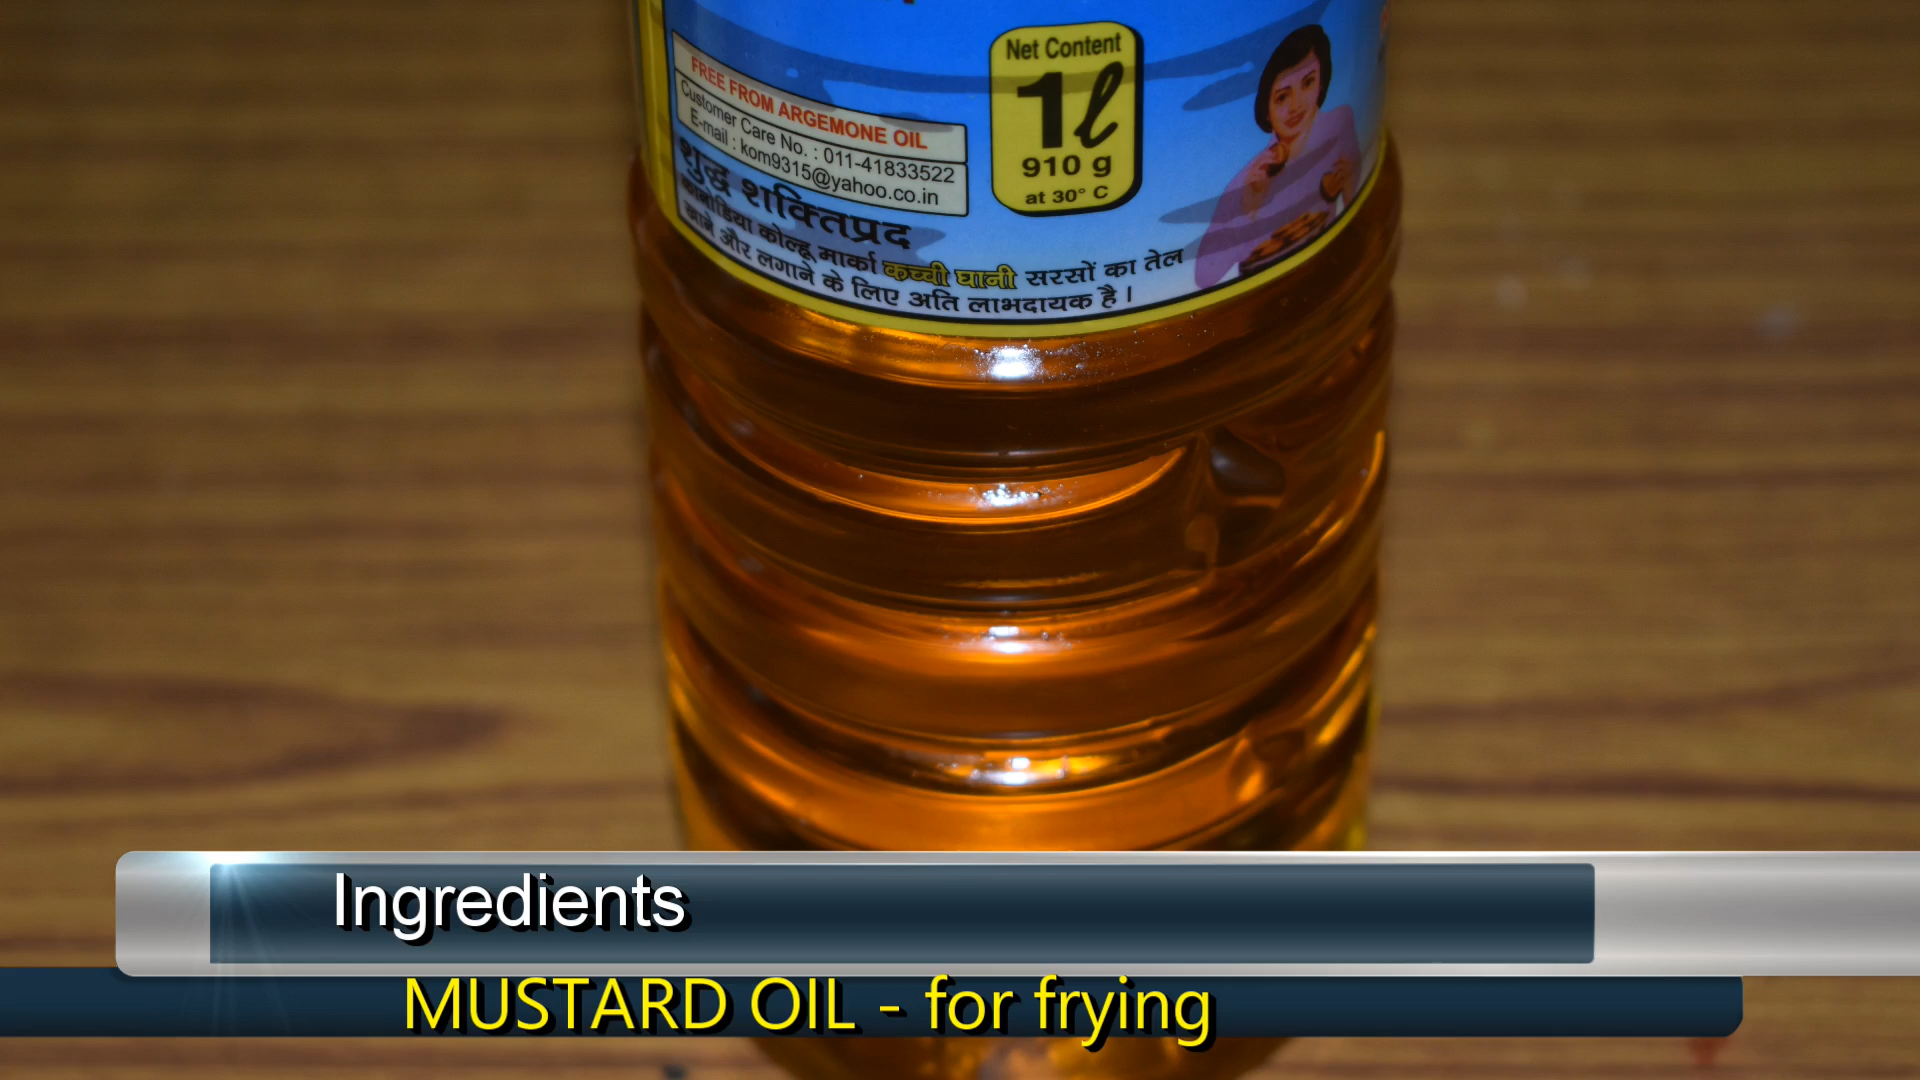 Net Content
1ℓ
910 g
at 30° C
FREE FROM ARGEMONE OIL
Customer Care No. : 011-41833522
E-mail : kom9315@yahoo.co.in
शुद्ध शक्तिप्रद
कानोडिया कोल्हू मार्का कच्ची घानी सरसों का तेल
खाने और लगाने के लिए अति लाभदायक है।
Ingredients
MUSTARD OIL - for frying